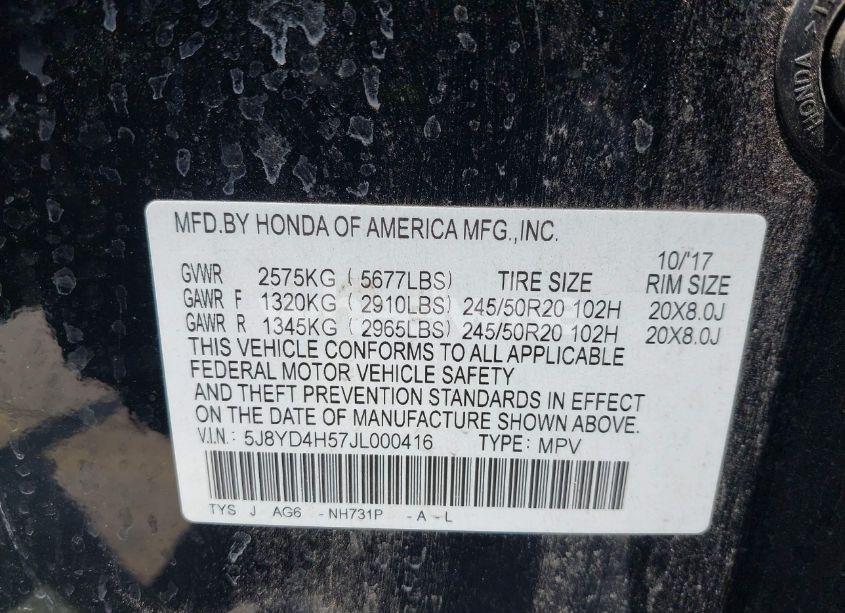 HONDA
MFD.BY HONDA OF AMERICA MFG.,INC.
10/'17
GVWR 2575KG ( 5677LBS) TIRE SIZE RIM SIZE
GAWR F 1320KG ( 2910LBS) 245/50R20 102H 20X8.0J
GAWR R 1345KG ( 2965LBS) 245/50R20 102H 20X8.0J
THIS VEHICLE CONFORMS TO ALL APPLICABLE
FEDERAL MOTOR VEHICLE SAFETY
AND THEFT PREVENTION STANDARDS IN EFFECT
ON THE DATE OF MANUFACTURE SHOWN ABOVE.
V.I.N.: 5J8YD4H57JL000416 TYPE: MPV
TYS J AG6 -NH731P -A -L